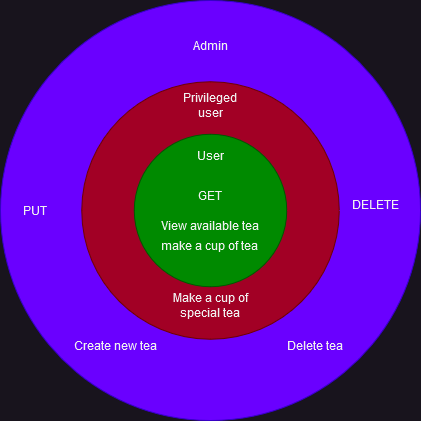 Admin
Privileged
user
User
GET
PUT
DELETE
View available tea
make a cup of tea
Make a cup of
special tea
Create new tea
Delete tea